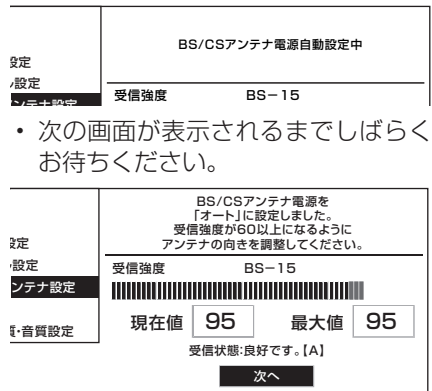 BS/CSアンテナ電源自動設定中
設定
設定
ンテナ設定
受信強度 BS－15
・ 次の画面が表示されるまでしばらく
お待ちください。
BS/CSアンテナ電源を
「オート」に設定しました。
受信強度が60以上になるように
アンテナの向きを調整してください。
設定
設定
ンテナ設定
・音質設定
受信強度 BS－15
現在値 95 最大値 95
受信状態:良好です。【A】
次へ